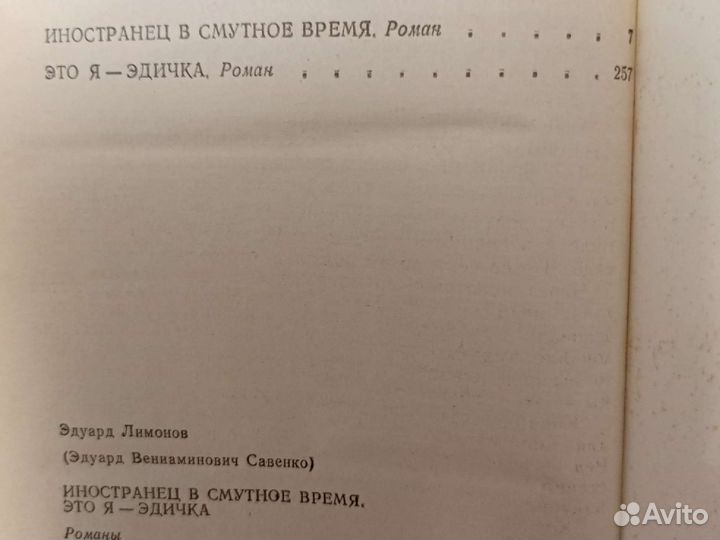 ИНОСТРАНЕЦ В СМУТНОЕ ВРЕМЯ. Роман . . . . . 7
ЭТО Я — ЭДИЧКА. Роман . . . . . . . . . . 257
Эдуард Лимонов
(Эдуард Вениаминович Савенко)
ИНОСТРАНЕЦ В СМУТНОЕ ВРЕМЯ.
ЭТО Я — ЭДИЧКА
Романы
Avito